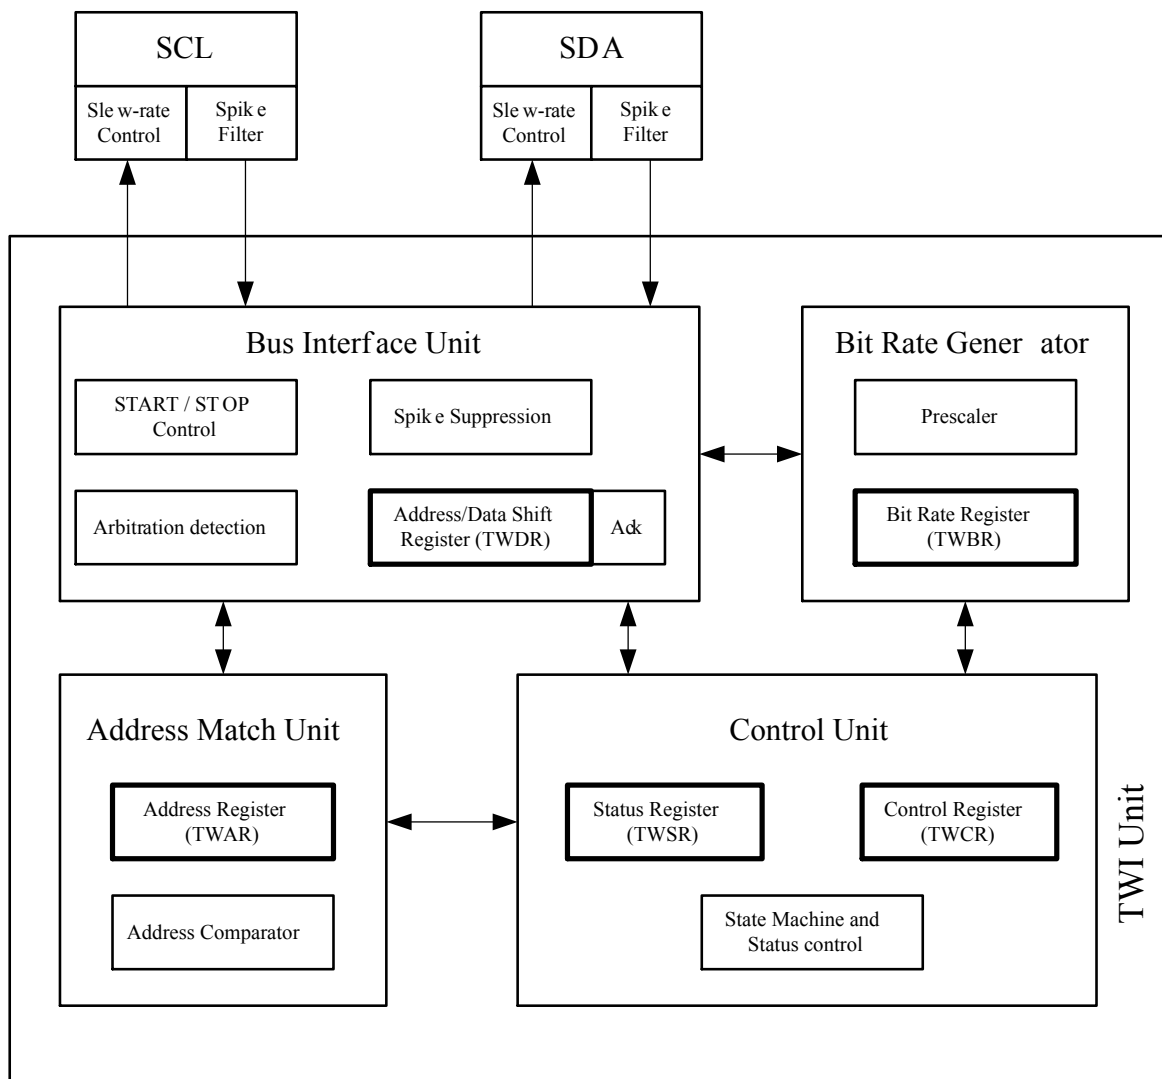 SCL
SDA
Slew-rate
Control
Spike
Filter
Slew-rate
Control
Spike
Filter
Bus Interface Unit
START / STOP
Control
Spike Suppression
Arbitration detection
Address/Data Shift
Register (TWDR)
Ack
Bit Rate Generator
Prescaler
Bit Rate Register
(TWBR)
Address Match Unit
Address Register
(TWAR)
Address Comparator
Control Unit
Status Register
(TWSR)
Control Register
(TWCR)
State Machine and
Status control
TWI Unit